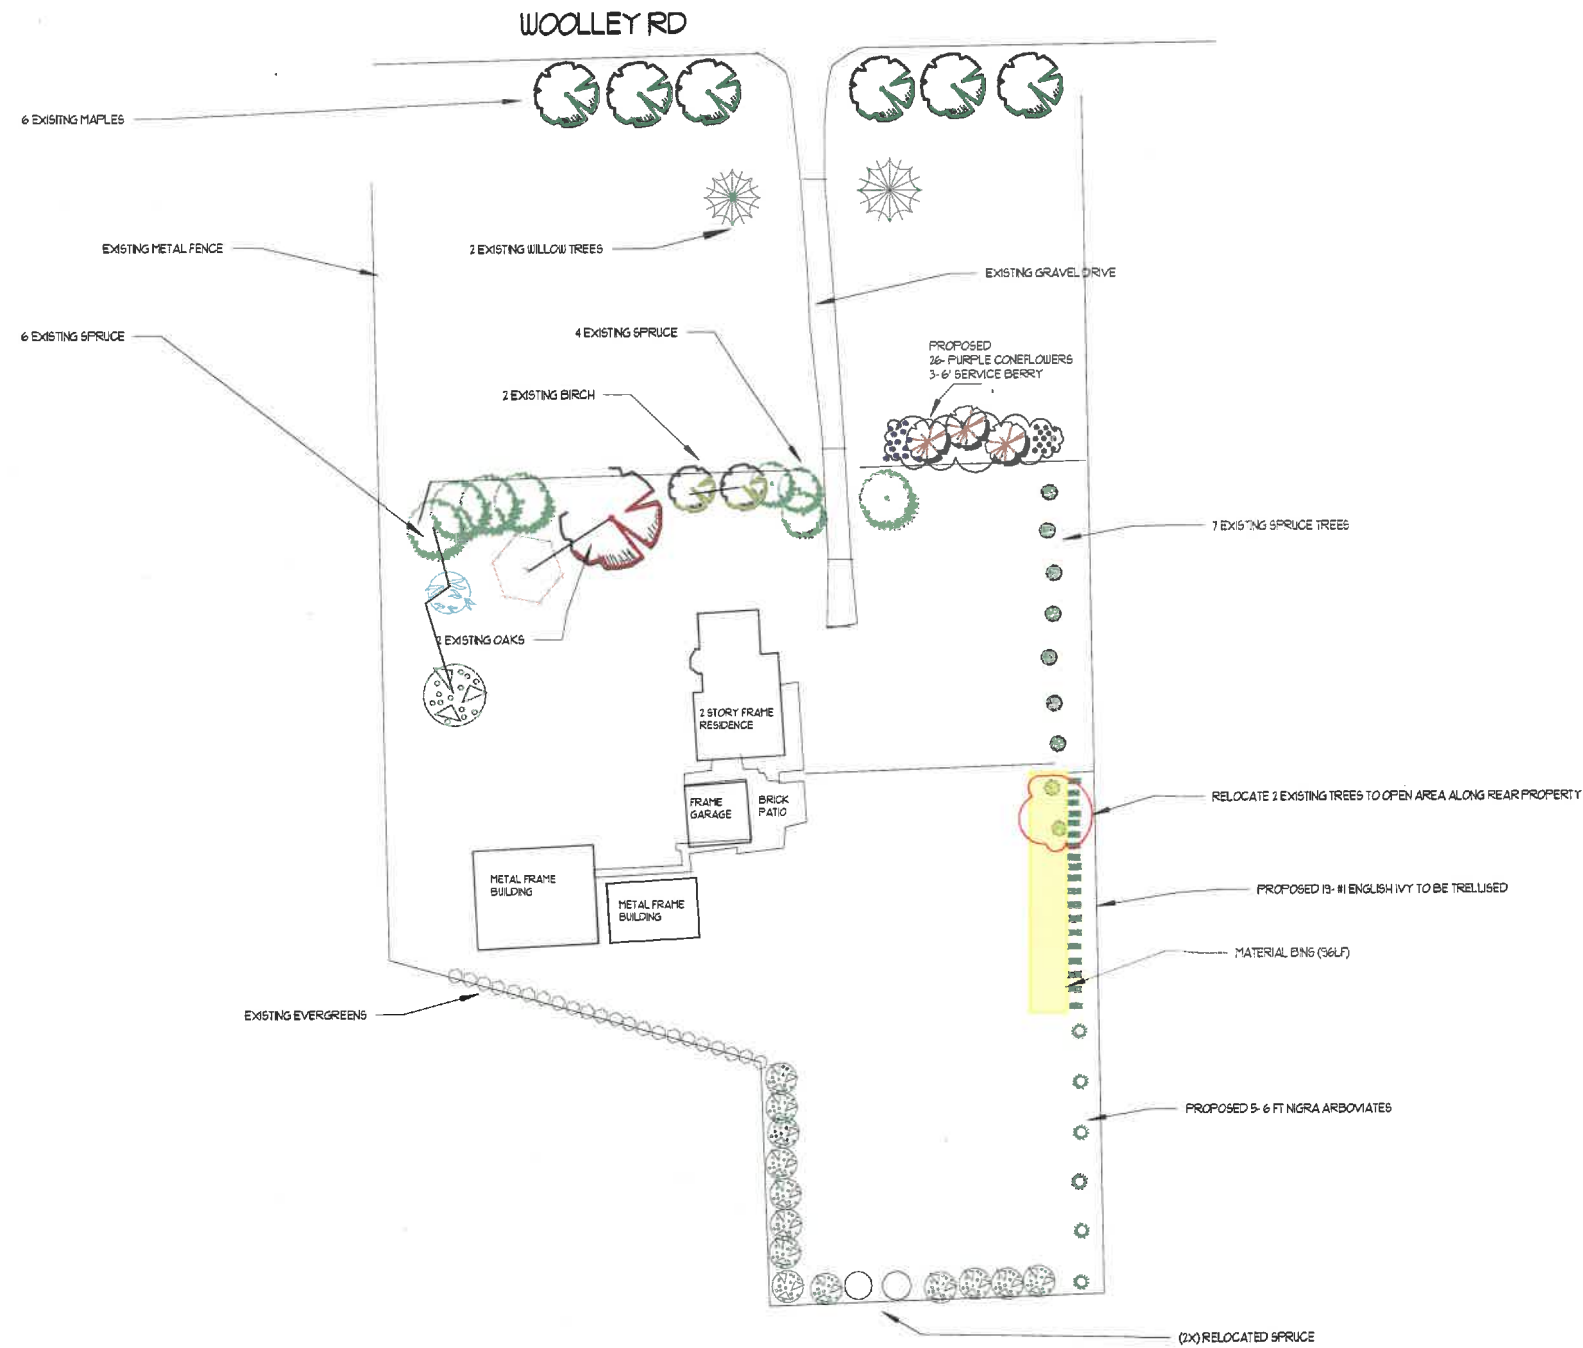 WOOLLEY RD
6 EXISITNG MAPLES
EXISTING METAL FENCE
2 EXISTING WILLOW TREES
EXISTING GRAVEL DRIVE
6 EXISTING SPRUCE
4 EXISTING SPRUCE
PROPOSED
26- PURPLE CONEFLOWERS
3- 6' SERVICE BERRY
2 EXISTING BIRCH
7 EXISTING SPRUCE TREES
2 EXISTING OAKS
2 STORY FRAME
RESIDENCE
FRAME
GARAGE
BRICK
PATIO
RELOCATE 2 EXISTING TREES TO OPEN AREA ALONG REAR PROPERTY
METAL FRAME
BUILDING
METAL FRAME
BUILDING
PROPOSED 19- #1 ENGLISH IVY TO BE TRELLISED
MATERIAL BINS (96LF)
EXISTING EVERGREENS
PROPOSED 5- 6 FT NIGRA ARBOVIATES
(2X) RELOCATED SPRUCE